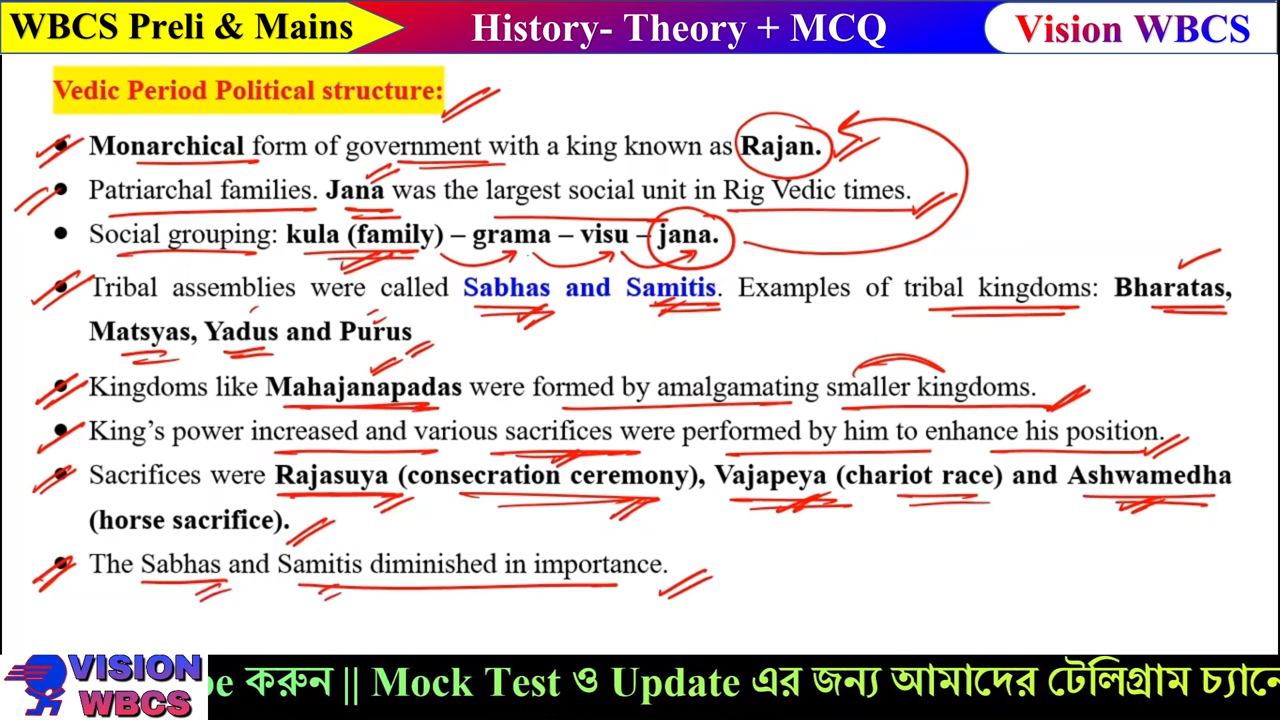 WBCS Preli & Mains
History- Theory + MCQ
Vision WBCS
Vedic Period Political structure:
• Monarchical form of government with a king known as Rajan.
• Patriarchal families. Jana was the largest social unit in Rig Vedic times.
• Social grouping: kula (family) – grama – visu – jana.
• Tribal assemblies were called Sabhas and Samitis. Examples of tribal kingdoms: Bharatas,
Matsyas, Yadus and Purus
• Kingdoms like Mahajanapadas were formed by amalgamating smaller kingdoms.
• King's power increased and various sacrifices were performed by him to enhance his position.
• Sacrifices were Rajasuya (consecration ceremony), Vajapeya (chariot race) and Ashwamedha
(horse sacrifice).
• The Sabhas and Samitis diminished in importance.
VISION
WBCS
be করুন || Mock Test ও Update এর জন্য আমাদের টেলিগ্রাম চ্যানে